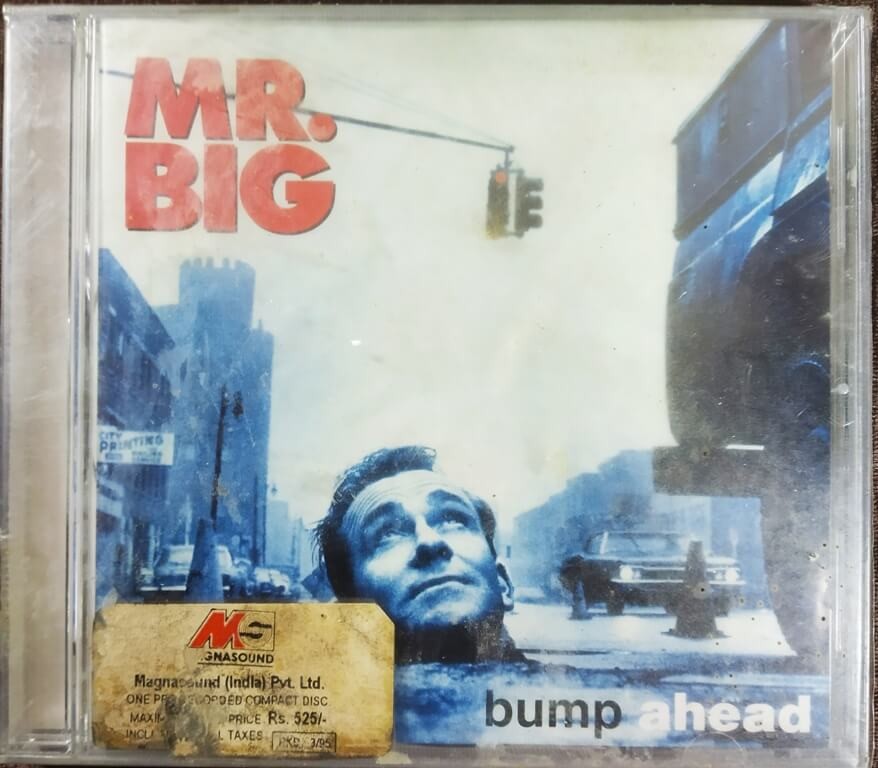 MR.
BIG
CITY
PRINTING
GNASOUND
Magnasound (India) Pvt. Ltd.
ONE PRE RECORDED COMPACT DISC
PRICE Rs. 525/-
TAXES
bump ahead